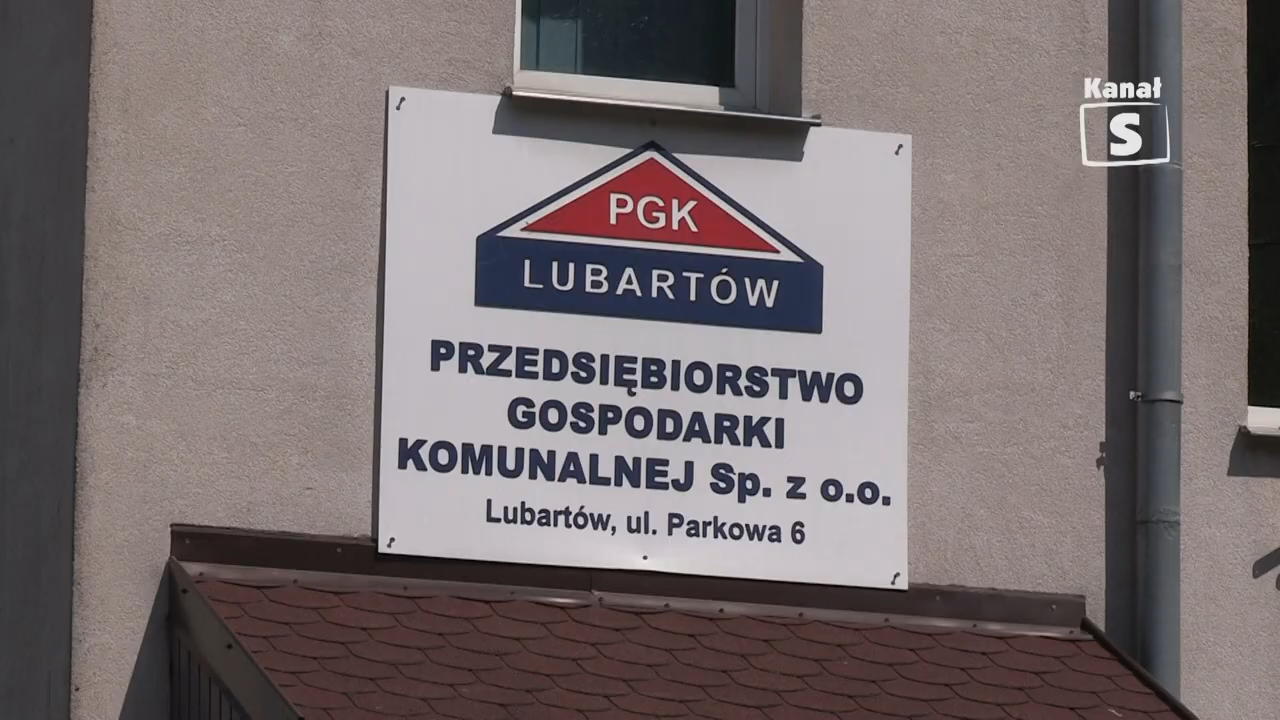 Kanał
S
PGK
LUBARTÓW
PRZEDSIĘBIORSTWO
GOSPODARKI
KOMUNALNEJ Sp. z o.o.
Lubartów, ul. Parkowa 6